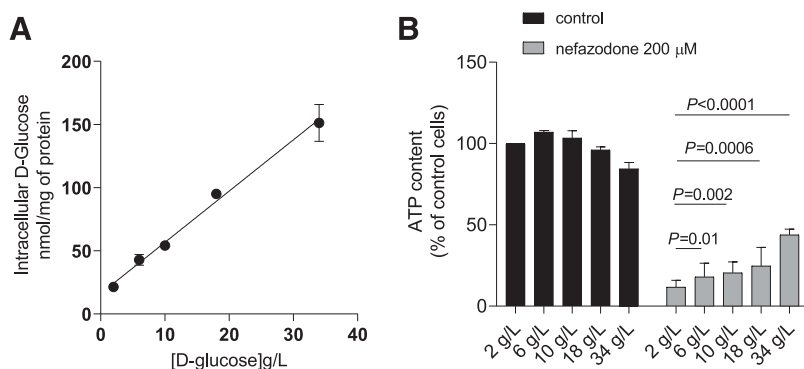 A
Intracellular D-Glucose
nmol/mg of protein
200
150
100
50
0
0
10
20
30
40
[D-glucose]g/L
B
control
nefazodone 200 μM
ATP content
(% of control cells)
150
100
50
0
P<0.0001
P=0.0006
P=0.002
P=0.01
2 g/L
6 g/L
10 g/L
18 g/L
34 g/L
2 g/L
6 g/L
10 g/L
18 g/L
34 g/L